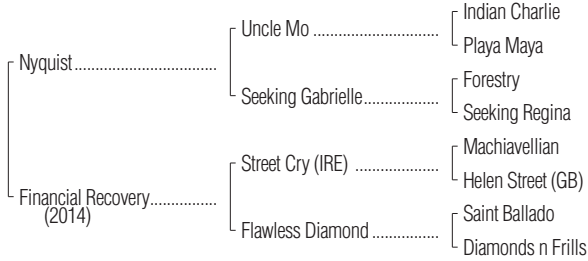 Indian Charlie
Uncle Mo ........................
Playa Maya
Nyquist...................................
Forestry
Seeking Gabrielle..................
Seeking Regina
Machiavellian
Street Cry (IRE) .................
Helen Street (GB)
Financial Recovery................
(2014)
Saint Ballado
Flawless Diamond ..............
Diamonds n Frills